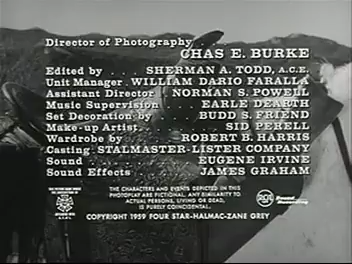 Director of Photography . .
CHAS E. BURKE
Edited by . . . SHERMAN A. TODD, A.C.E.
Unit Manager WILLIAM DARIO FARALLA
Assistant Director NORMAN S. POWELL
Music Supervision . . . EARLE DEARTH
Set Decoration by . . BUDD S. FRIEND
Make-up Artist . . . . SID PERELL
Wardrobe by . . . ROBERT B. HARRIS
Casting STALMASTER-LISTER COMPANY
Sound . . . . . . EUGENE IRVINE
Sound Effects . . . JAMES GRAHAM
THE CHARACTERS AND EVENTS DEPICTED IN THIS
PHOTOPLAY ARE FICTIONAL. ANY SIMILARITY TO
ACTUAL PERSONS, LIVING OR DEAD,
IS PURELY COINCIDENTAL.
RCA Sound
Recording
COPYRIGHT 1959 FOUR STAR-HALMAC-ZANE GREY